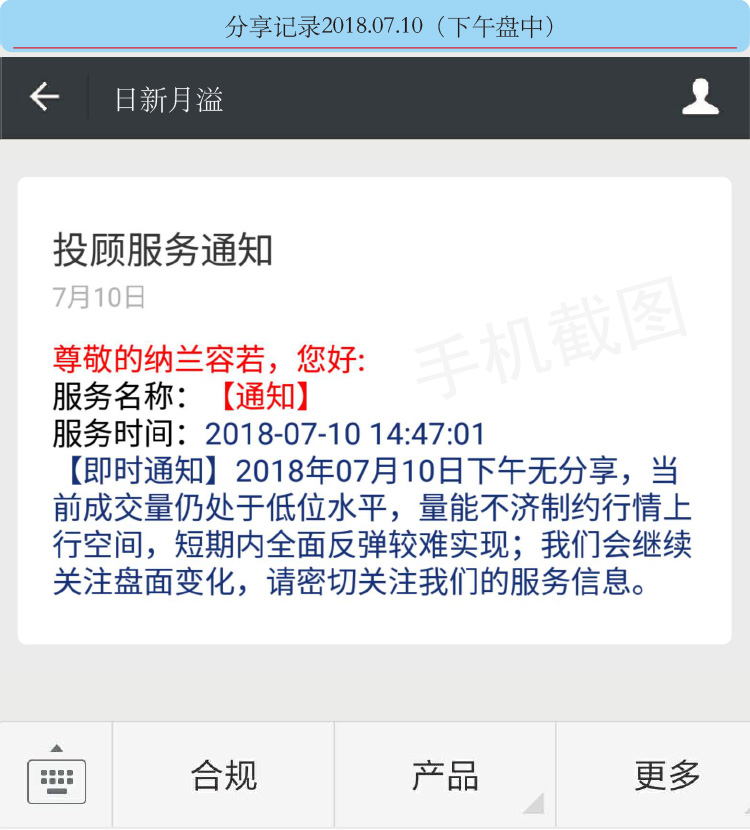 分享记录2018.07.10（下午盘中）
日新月溢
投顾服务通知
7月10日
手机截图
尊敬的纳兰容若，您好:
服务名称：【通知】
服务时间：2018-07-10 14:47:01
【即时通知】2018年07月10日下午无分享，当
前成交量仍处于低位水平，量能不济制约行情上
行空间，短期内全面反弹较难实现；我们会继续
关注盘面变化，请密切关注我们的服务信息。
合规
产品
更多